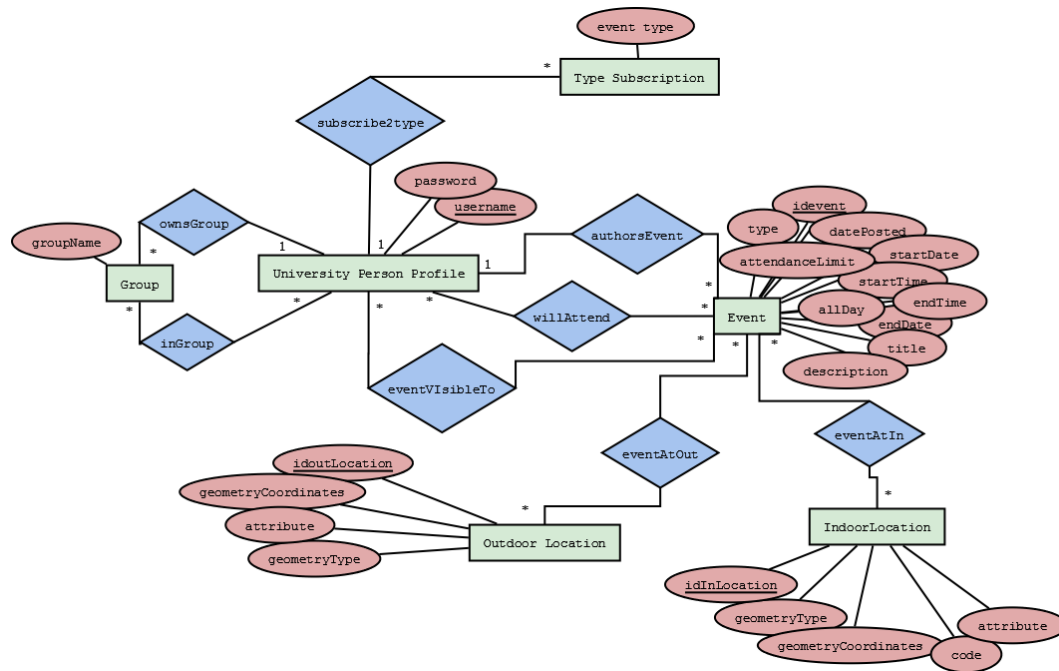 event type
*
Type Subscription
subscribe2type
password
username
ownsGroup
groupName
1
1
*
Group
University Person Profile
1
*
*
*
*
inGroup
authorsEvent
willAttend
eventVIsibleTo
idevent
type
datePosted
attendanceLimit
startDate
startTime
allDay
endTime
endDate
title
description
*
*
Event
*
*
*
eventAtOut
eventAtIn
idoutLocation
geometryCoordinates
attribute
geometryType
*
Outdoor Location
*
IndoorLocation
idInLocation
geometryType
geometryCoordinates
code
attribute